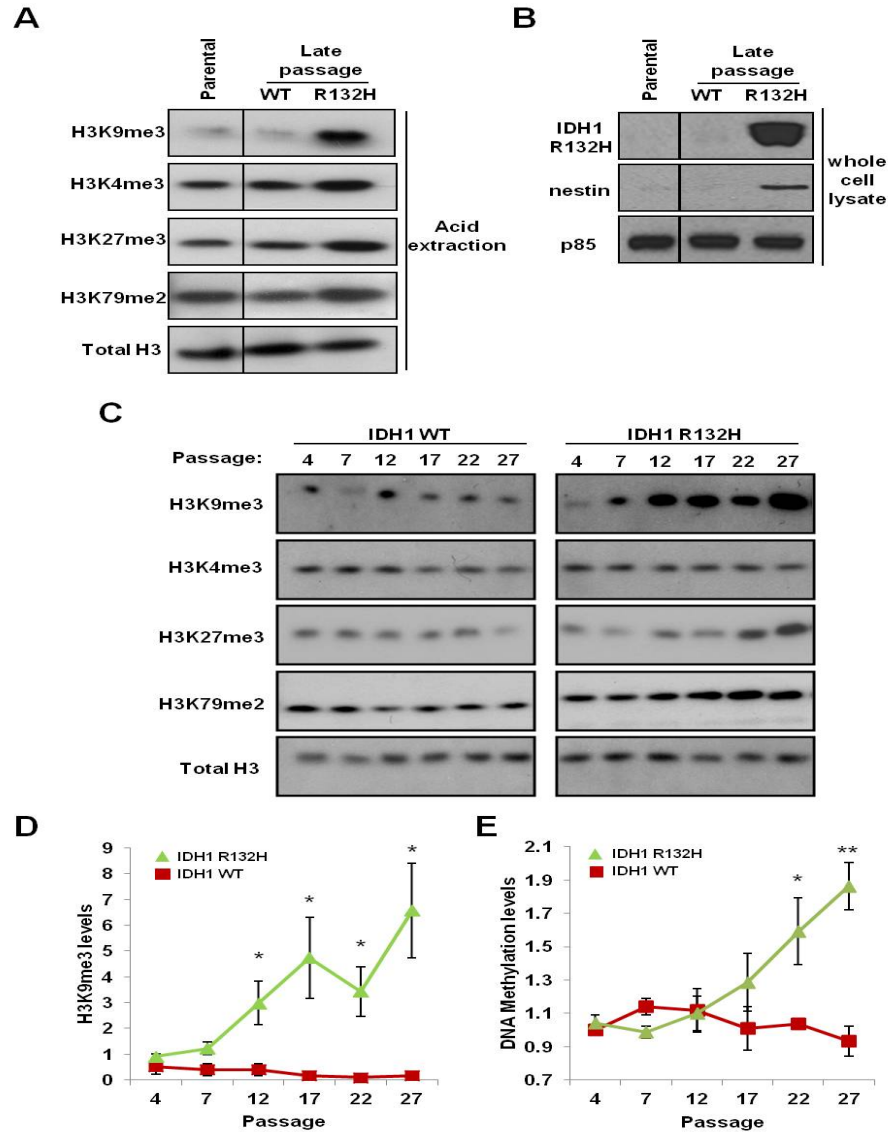 A
Parental
Late
passage
WT R132H
H3K9me3
H3K4me3
H3K27me3
H3K79me2
Total H3
Acid
extraction
B
Parental
Late
passage
WT R132H
IDH1
R132H
nestin
p85
whole
cell
lysate
C
IDH1 WT IDH1 R132H
Passage: 4 7 12 17 22 27 4 7 12 17 22 27
H3K9me3
H3K4me3
H3K27me3
H3K79me2
Total H3
D
IDH1 R132H
IDH1 WT
H3K9me3 levels
9
8
7
6
5
4
3
2
1
0
* * * *
4 7 12 17 22 27
Passage
E
IDH1 R132H
IDH1 WT
DNA Methylation levels
2.1
1.9
1.7
1.5
1.3
1.1
0.9
0.7
* **
4 7 12 17 22 27
Passage